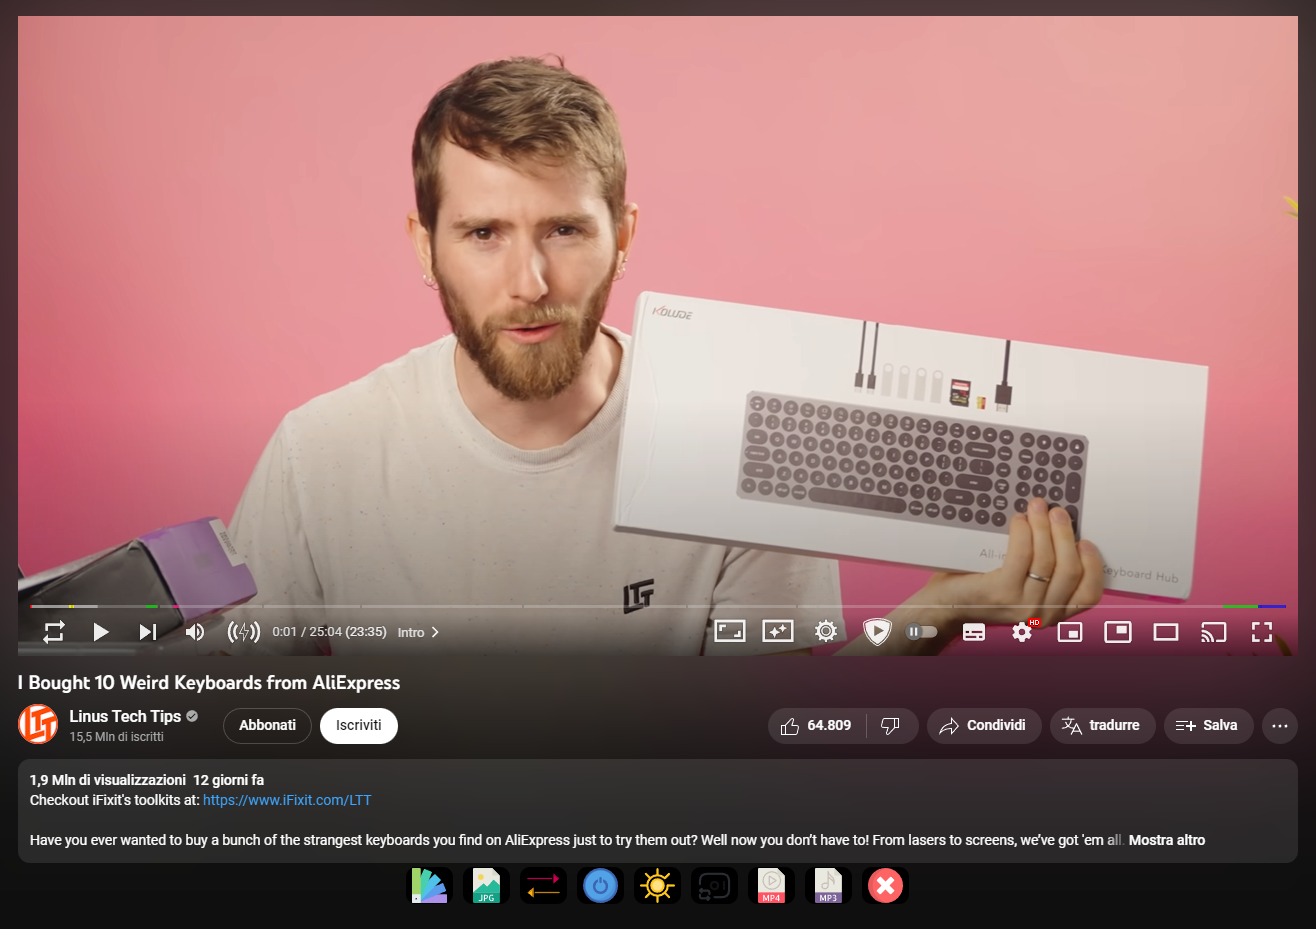 KOLUDE
All-in
Keyboard Hub
LTT
0:01 / 25:04 (23:35)
Intro
HD
I Bought 10 Weird Keyboards from AliExpress
LTT
Linus Tech Tips
15,5 Mln di iscritti
Abbonati
Iscriviti
64.809
Condividi
tradurre
Salva
1,9 Mln di visualizzazioni 12 giorni fa
Checkout iFixit's toolkits at: https://www.iFixit.com/LTT
Have you ever wanted to buy a bunch of the strangest keyboards you find on AliExpress just to try them out? Well now you don’t have to! From lasers to screens, we’ve got 'em all. Mostra altro
JPG
MP4
MP3